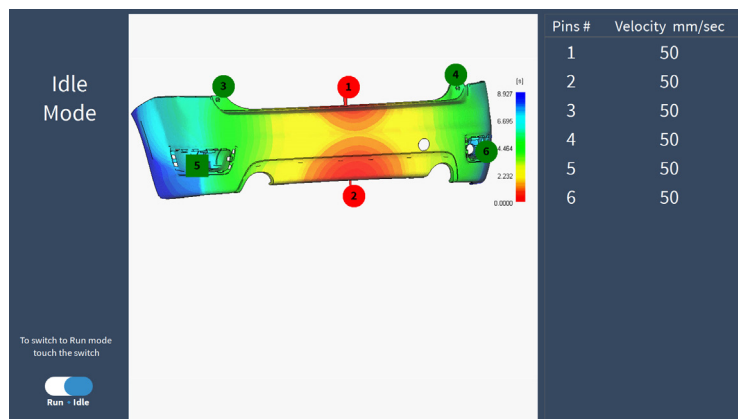 Idle
Mode
To switch to Run mode
touch the switch
Run - Idle
3
1
4
5
6
2
[s]
8.927
6.695
4.464
2.232
0.0000
Pins # Velocity mm/sec
1 50
2 50
3 50
4 50
5 50
6 50